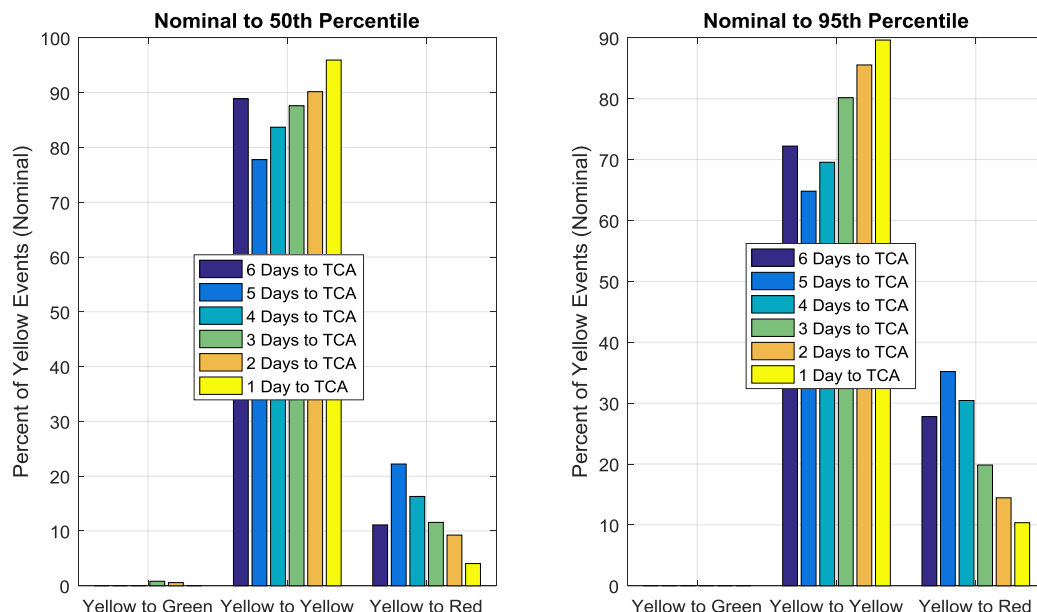 Nominal to 50th Percentile
Percent of Yellow Events (Nominal)
100
90
80
70
60
50
40
30
20
10
0
6 Days to TCA
5 Days to TCA
4 Days to TCA
3 Days to TCA
2 Days to TCA
1 Day to TCA
Yellow to Green Yellow to Yellow Yellow to Red
Nominal to 95th Percentile
Percent of Yellow Events (Nominal)
90
80
70
60
50
40
30
20
10
0
6 Days to TCA
5 Days to TCA
4 Days to TCA
3 Days to TCA
2 Days to TCA
1 Day to TCA
Yellow to Green Yellow to Yellow Yellow to Red